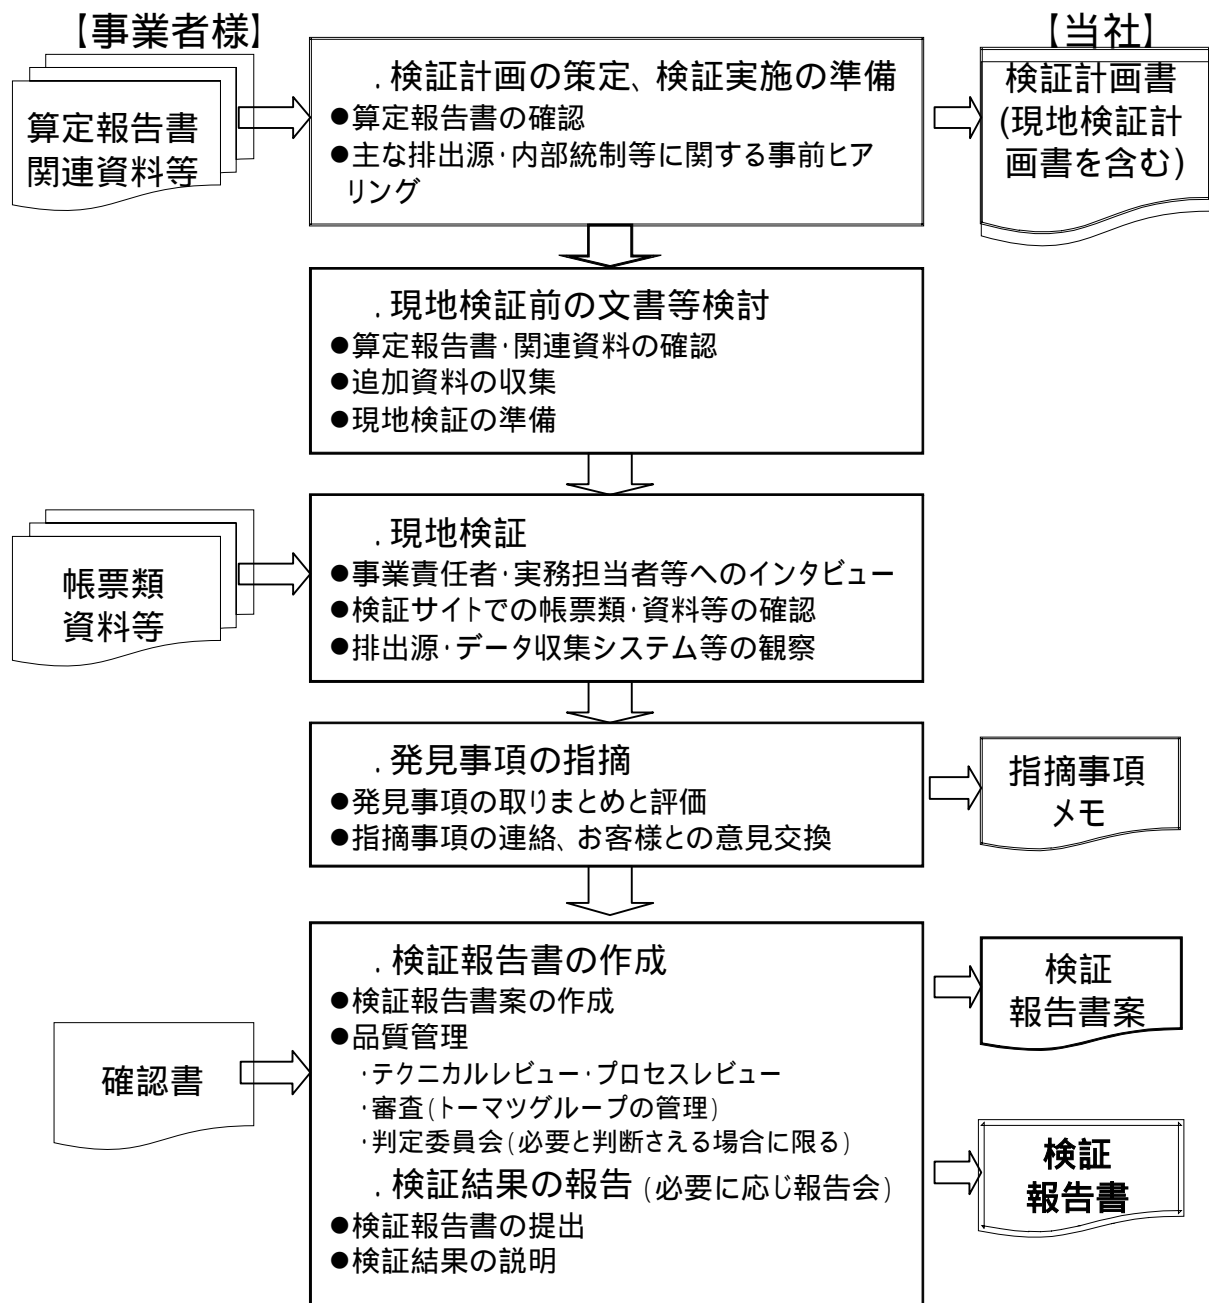 【事業者様】
【当社】
算定報告書
関連資料等
. 検証計画の策定、検証実施の準備
●算定報告書の確認
●主な排出源・内部統制等に関する事前ヒア
リング
検証計画書
(現地検証計
画書を含む)
. 現地検証前の文書等検討
●算定報告書・関連資料の確認
●追加資料の収集
●現地検証の準備
帳票類
資料等
. 現地検証
●事業責任者・実務担当者等へのインタビュー
●検証サイトでの帳票類・資料等の確認
●排出源・データ収集システム等の観察
. 発見事項の指摘
●発見事項の取りまとめと評価
●指摘事項の連絡、お客様との意見交換
指摘事項
メモ
確認書
. 検証報告書の作成
●検証報告書案の作成
●品質管理
・テクニカルレビュー・プロセスレビュー
・審査(トーマツグループの管理)
・判定委員会(必要と判断さえる場合に限る)
. 検証結果の報告 (必要に応じ報告会)
●検証報告書の提出
●検証結果の説明
検証
報告書案
検証
報告書